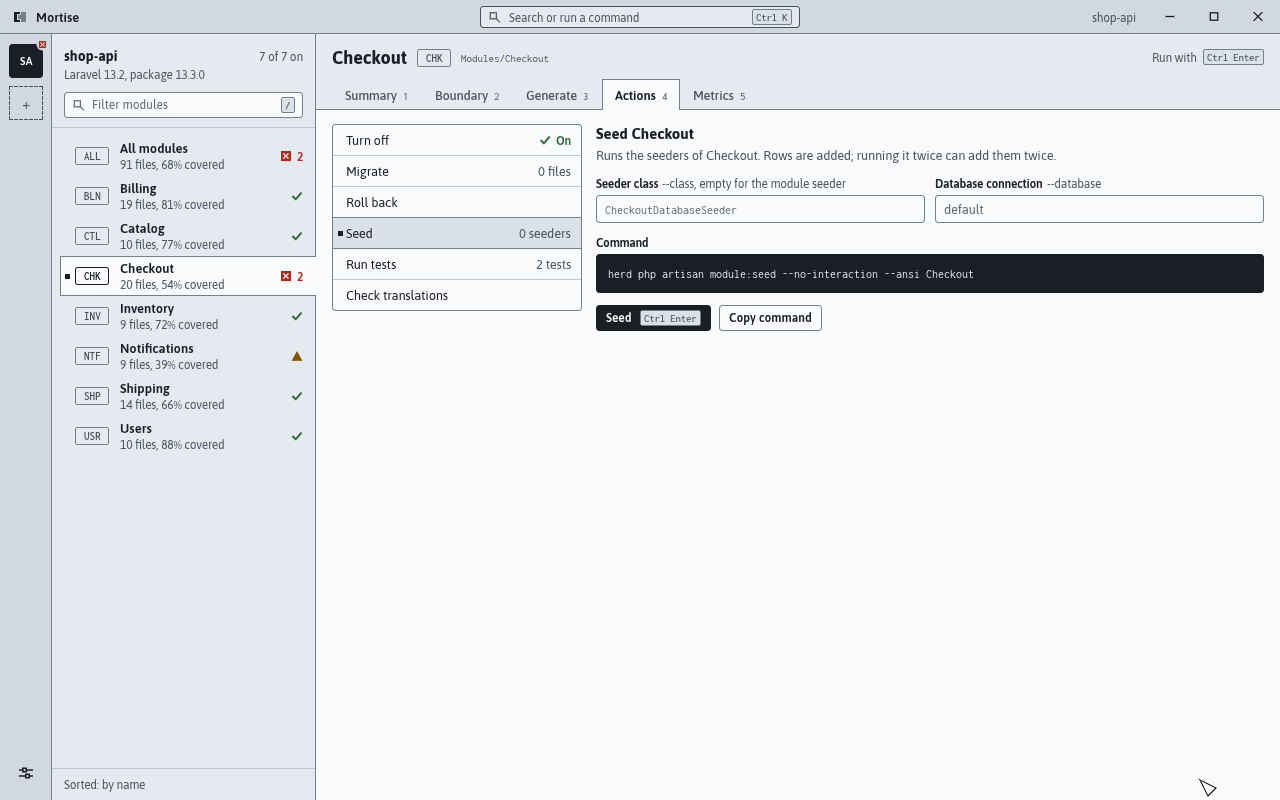 Mortise
Search or run a command
Ctrl K
shop-api
SA
+
shop-api
7 of 7 on
Laravel 13.2, package 13.3.0
Filter modules
/
ALL
All modules
91 files, 68% covered
2
BLN
Billing
19 files, 81% covered
CTL
Catalog
10 files, 77% covered
CHK
Checkout
20 files, 54% covered
2
INV
Inventory
9 files, 72% covered
NTF
Notifications
9 files, 39% covered
SHP
Shipping
14 files, 66% covered
USR
Users
10 files, 88% covered
Sorted: by name
Checkout
CHK
Modules/Checkout
Run with
Ctrl Enter
Summary 1
Boundary 2
Generate 3
Actions 4
Metrics 5
Turn off
On
Migrate
0 files
Roll back
Seed
0 seeders
Run tests
2 tests
Check translations
Seed Checkout
Runs the seeders of Checkout. Rows are added; running it twice can add them twice.
Seeder class --class, empty for the module seeder
CheckoutDatabaseSeeder
Database connection --database
default
Command
herd php artisan module:seed --no-interaction --ansi Checkout
Seed
Ctrl Enter
Copy command